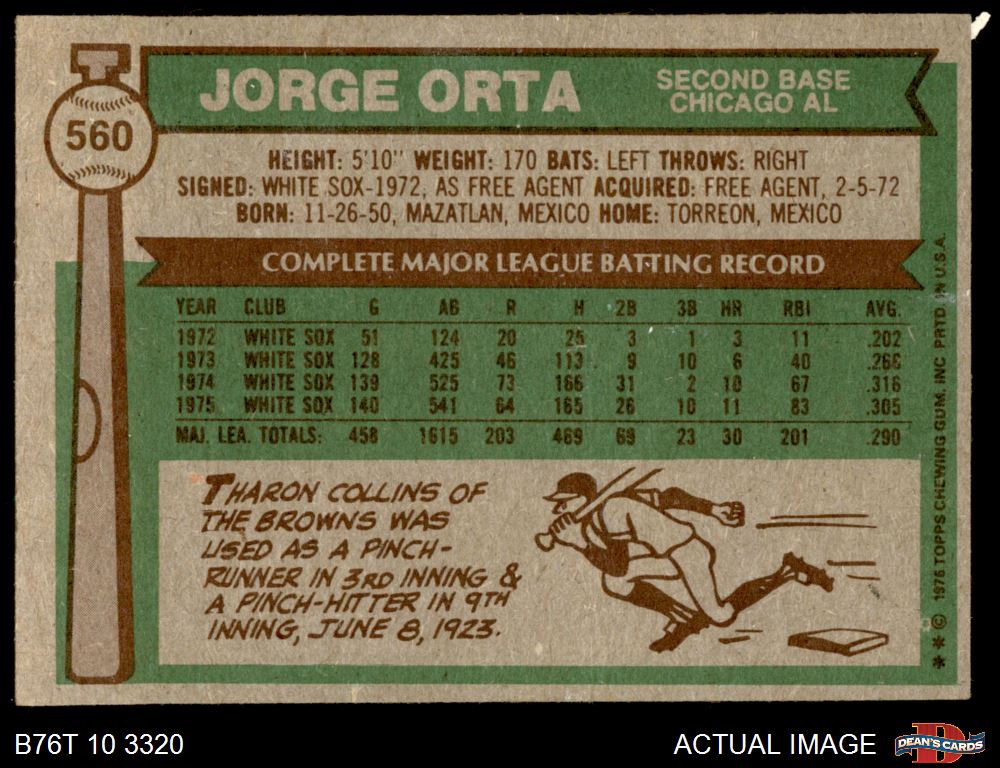 560
JORGE ORTA
SECOND BASE
CHICAGO AL
HEIGHT: 5'10" WEIGHT: 170 BATS: LEFT THROWS: RIGHT
SIGNED: WHITE SOX-1972, AS FREE AGENT ACQUIRED: FREE AGENT, 2-5-72
BORN: 11-26-50, MAZATLAN, MEXICO HOME: TORREON, MEXICO
COMPLETE MAJOR LEAGUE BATTING RECORD
YEAR CLUB G AB R H 2B 3B HR RBI AVG.
1972 WHITE SOX 51 124 20 25 3 1 3 11 .202
1973 WHITE SOX 128 425 46 113 9 10 6 40 .266
1974 WHITE SOX 139 525 73 166 31 2 10 67 .316
1975 WHITE SOX 140 541 64 165 26 10 11 83 .305
MAJ. LEA. TOTALS: 458 1615 203 469 69 23 30 201 .290
THARON COLLINS OF
THE BROWNS WAS
USED AS A PINCH-
RUNNER IN 3RD INNING &
A PINCH-HITTER IN 9TH
INNING, JUNE 8, 1923.
* * © 1976 TOPPS CHEWING GUM, INC PRTD IN U.S.A.
B76T 10 3320
ACTUAL IMAGE
D
DEAN'S CARDS